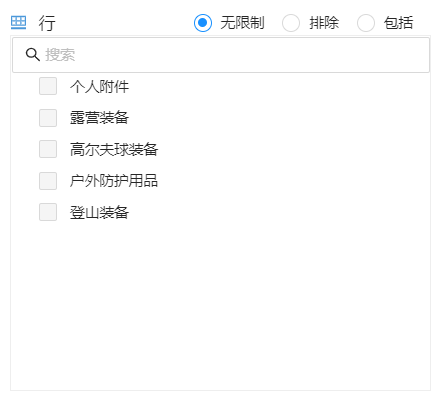 行 无限制 排除 包括
搜索
个人附件
露营装备
高尔夫球装备
户外防护用品
登山装备